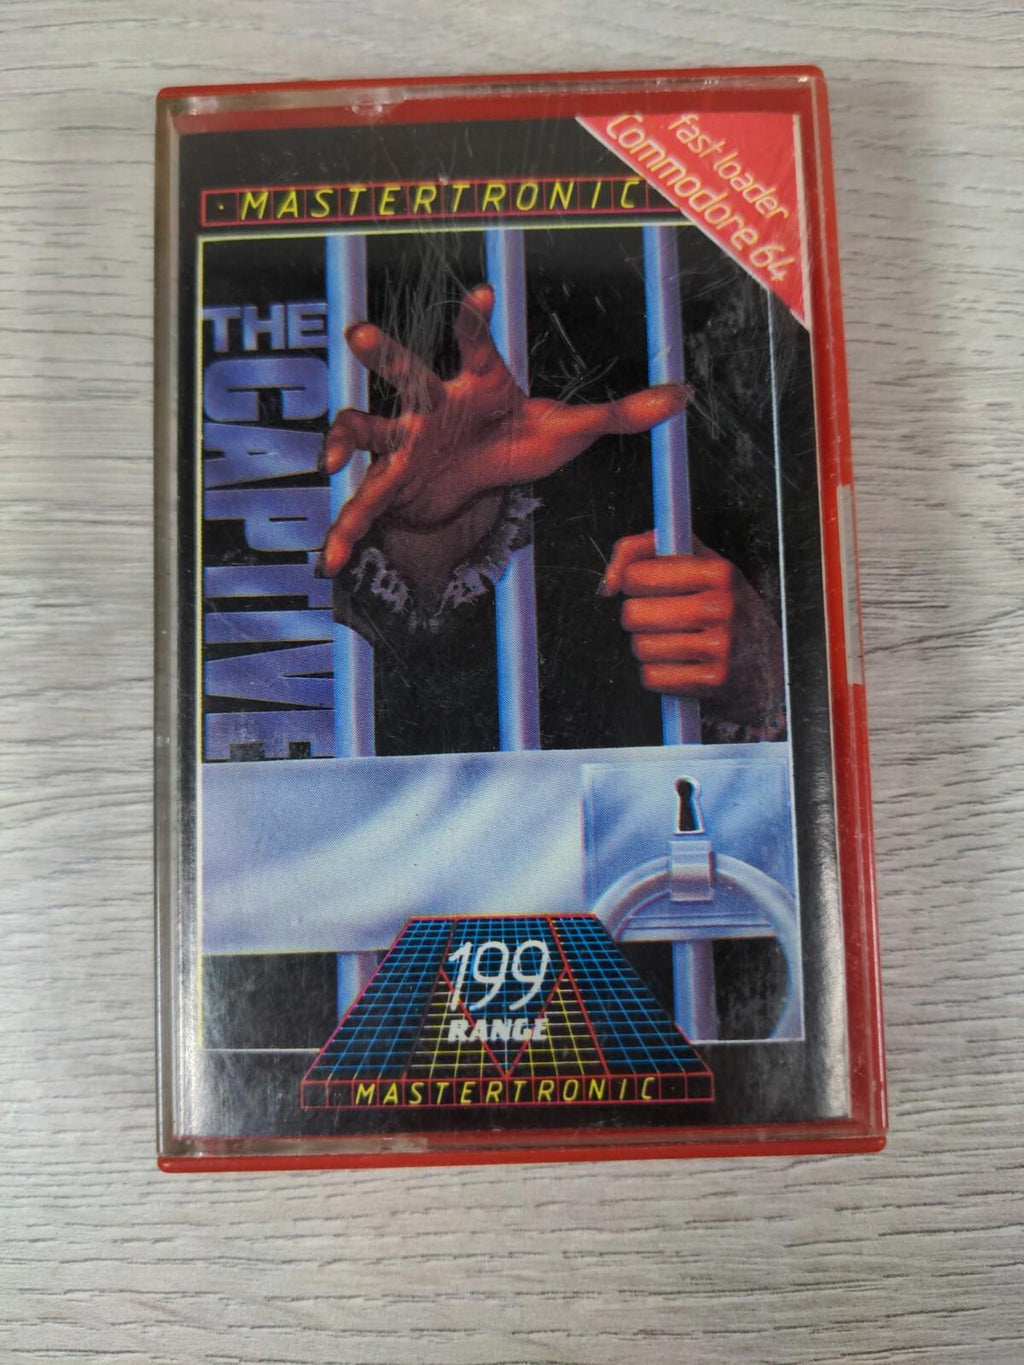 fast loader
Commodore 64
MASTERTRONIC
THE
CAPTIVE
199
RANGE
MASTERTRONIC